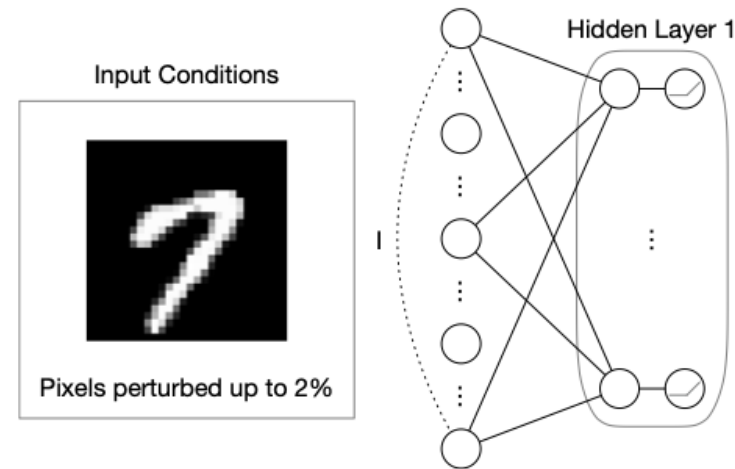 Input Conditions
Pixels perturbed up to 2%
I
Hidden Layer 1